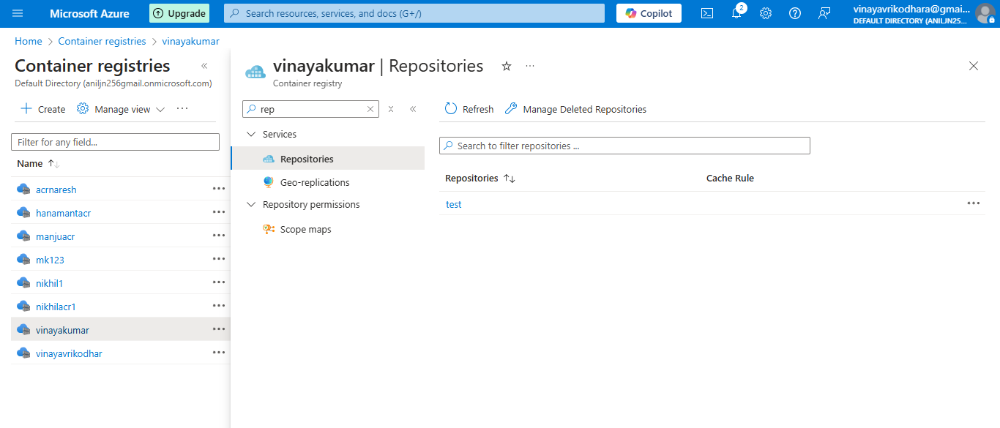 Microsoft Azure
Upgrade
Search resources, services, and docs (G+/)
Copilot
2
vinayavrikodhara@gmai...
DEFAULT DIRECTORY (ANILJN25...
Home > Container registries > vinayakumar
Container registries
Default Directory (aniljn256gmail.onmicrosoft.com)
Create
Manage view
Filter for any field...
Name
acrnaresh
hanamantacr
manjuacr
mk123
nikhil1
nikhilacr1
vinayakumar
vinayavrikodhar
vinayakumar | Repositories
Container registry
rep
Services
Repositories
Geo-replications
Repository permissions
Scope maps
Refresh
Manage Deleted Repositories
Search to filter repositories ...
Repositories
Cache Rule
test